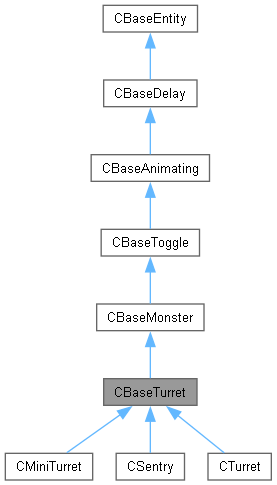 CBaseEntity
CBaseDelay
CBaseAnimating
CBaseToggle
CBaseMonster
CBaseTurret
CMiniTurret CSentry CTurret